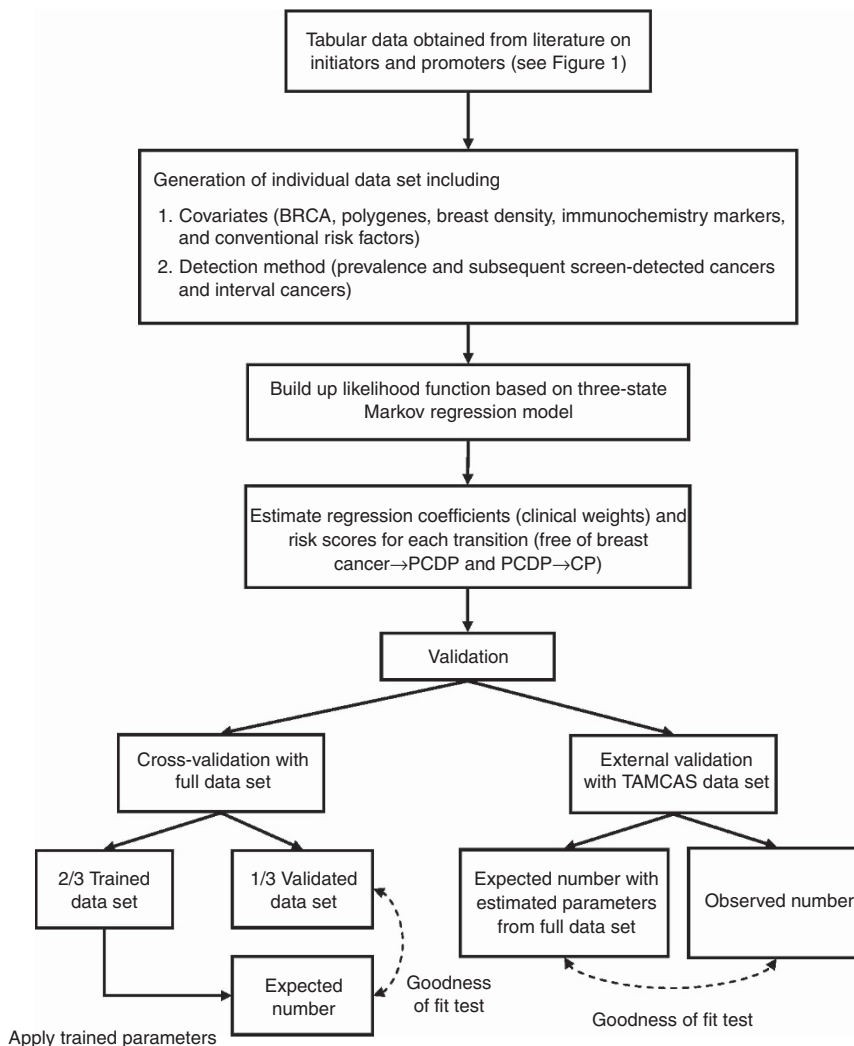 Tabular data obtained from literature on
initiators and promoters (see Figure 1)
Generation of individual data set including
1. Covariates (BRCA, polygenes, breast density, immunochemistry markers,
and conventional risk factors)
2. Detection method (prevalence and subsequent screen-detected cancers
and interval cancers)
Build up likelihood function based on three-state
Markov regression model
Estimate regression coefficients (clinical weights) and
risk scores for each transition (free of breast
cancer→PCDP and PCDP→CP)
Validation
Cross-validation with
full data set
External validation
with TAMCAS data set
2/3 Trained
data set
1/3 Validated
data set
Expected number with
estimated parameters
from full data set
Observed number
Expected
number
Goodness
of fit test
Goodness of fit test
Apply trained parameters